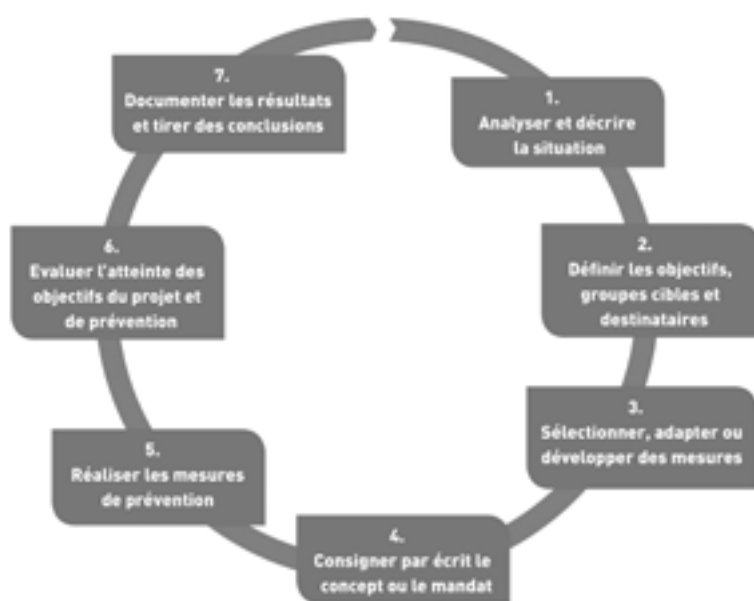 1.
Analyser et décrire
la situation
2.
Définir les objectifs,
groupes cibles et
destinataires
3.
Sélectionner, adapter ou
développer des mesures
4.
Consigner par écrit le
concept ou le mandat
5.
Réaliser les mesures
de prévention
6.
Evaluer l'atteinte des
objectifs du projet et
de prévention
7.
Documenter les résultats
et tirer des conclusions